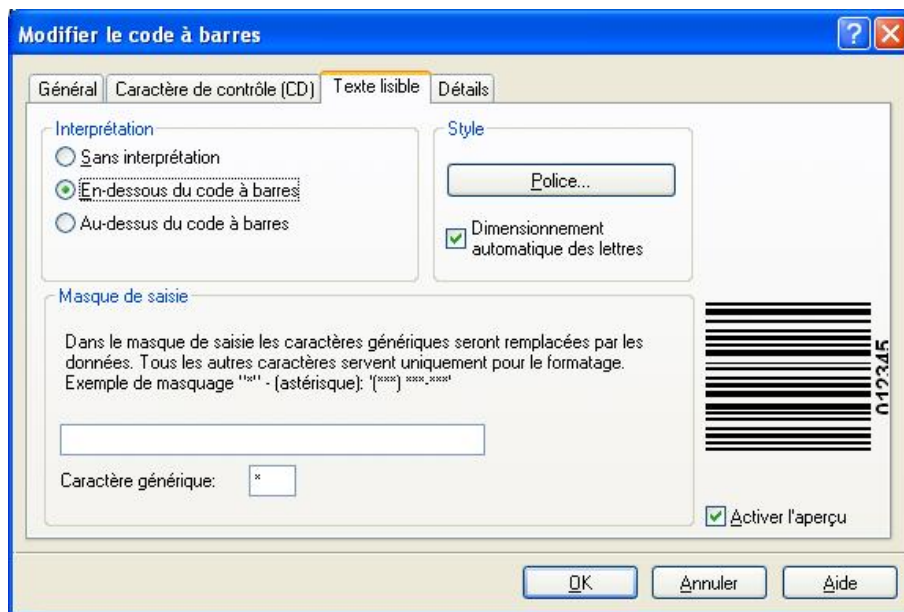 Modifier le code à barres
Général
Caractère de contrôle (CD)
Texte lisible
Détails
Interprétation
Sans interprétation
En-dessous du code à barres
Au-dessus du code à barres
Style
Police...
Dimensionnement
automatique des lettres
Masque de saisie
Dans le masque de saisie les caractères génériques seront remplacées par les
données. Tous les autres caractères servent uniquement pour le formatage.
Exemple de masquage "*" - (astérisque): '(***) ***-***'
Caractère générique:
*
012345
Activer l'aperçu
OK
Annuler
Aide